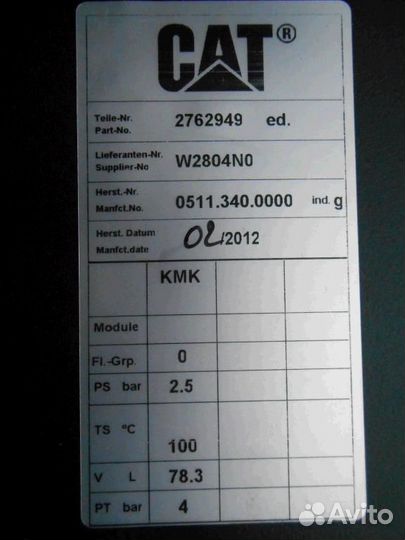 CAT®
Teile-Nr. 2762949 ed.
Part-No.
Lieferanten-Nr. W2804N0
Supplier-No
Herst.-Nr. 0511.340.0000 ind. g
Manfct.No.
Herst. Datum 02/2012
Manfct.date
KMK
Module
Fl.-Grp. 0
PS bar 2.5
TS °C 100
V L 78.3
PT bar 4
Avito